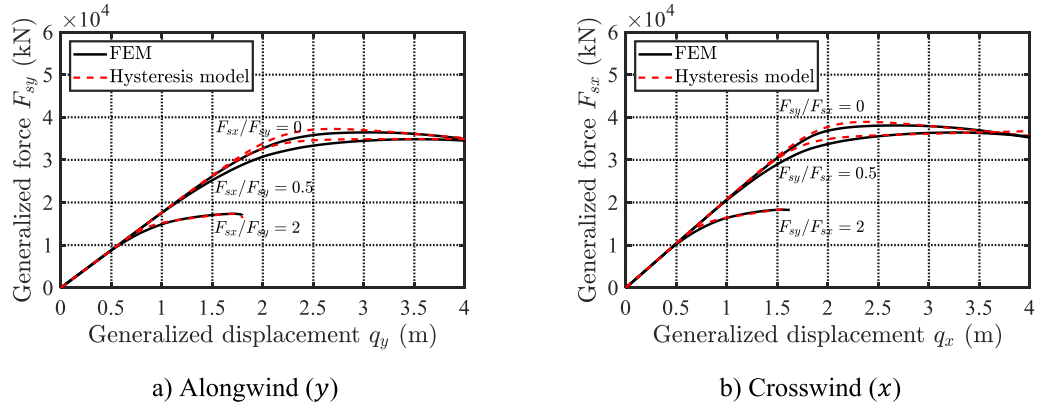 ×10⁴
6
5
4
3
2
1
0
Generalized force F_sy (kN)
FEM
Hysteresis model
F_sx/F_sy = 0
F_sx/F_sy = 0.5
F_sx/F_sy = 2
0 0.5 1 1.5 2 2.5 3 3.5 4
Generalized displacement q_y (m)
a) Alongwind (y)
×10⁴
6
5
4
3
2
1
0
Generalized force F_sx (kN)
FEM
Hysteresis model
F_sy/F_sx = 0
F_sy/F_sx = 0.5
F_sy/F_sx = 2
0 0.5 1 1.5 2 2.5 3 3.5 4
Generalized displacement q_x (m)
b) Crosswind (x)